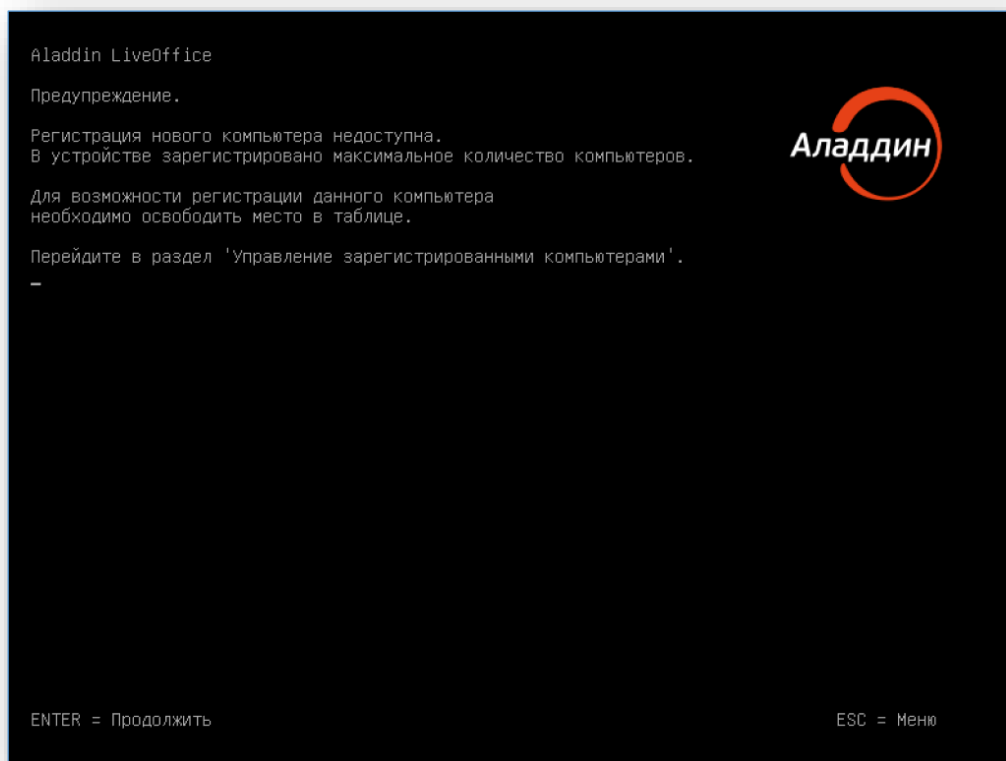 Aladdin LiveOffice
Предупреждение.
Регистрация нового компьютера недоступна.
В устройстве зарегистрировано максимальное количество компьютеров.
Аладдин
Для возможности регистрации данного компьютера
необходимо освободить место в таблице.
Перейдите в раздел 'Управление зарегистрированными компьютерами'.
ENTER = Продолжить
ESC = Меню